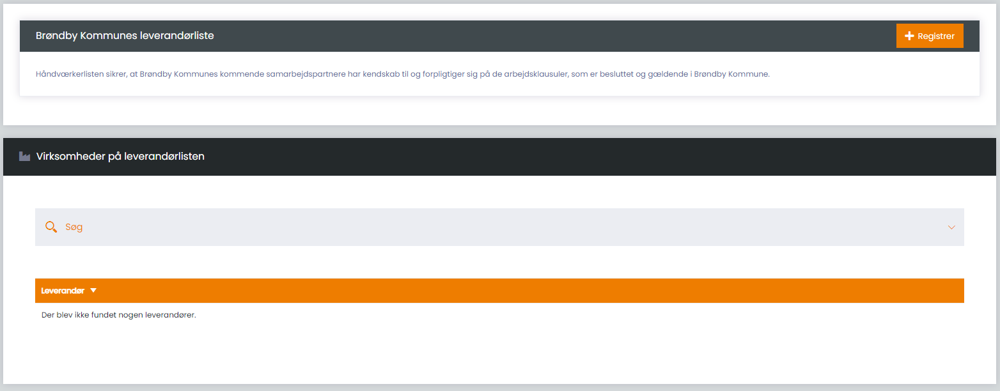 Brøndby Kommunes leverandørliste
Registrer
Håndværkerlisten sikrer, at Brøndby Kommunes kommende samarbejdspartnere har kendskab til og forpligtiger sig på de arbejdsklausuler, som er besluttet og gældende i Brøndby Kommune.
Virksomheder på leverandørlisten
Søg
Leverandør
Der blev ikke fundet nogen leverandører.